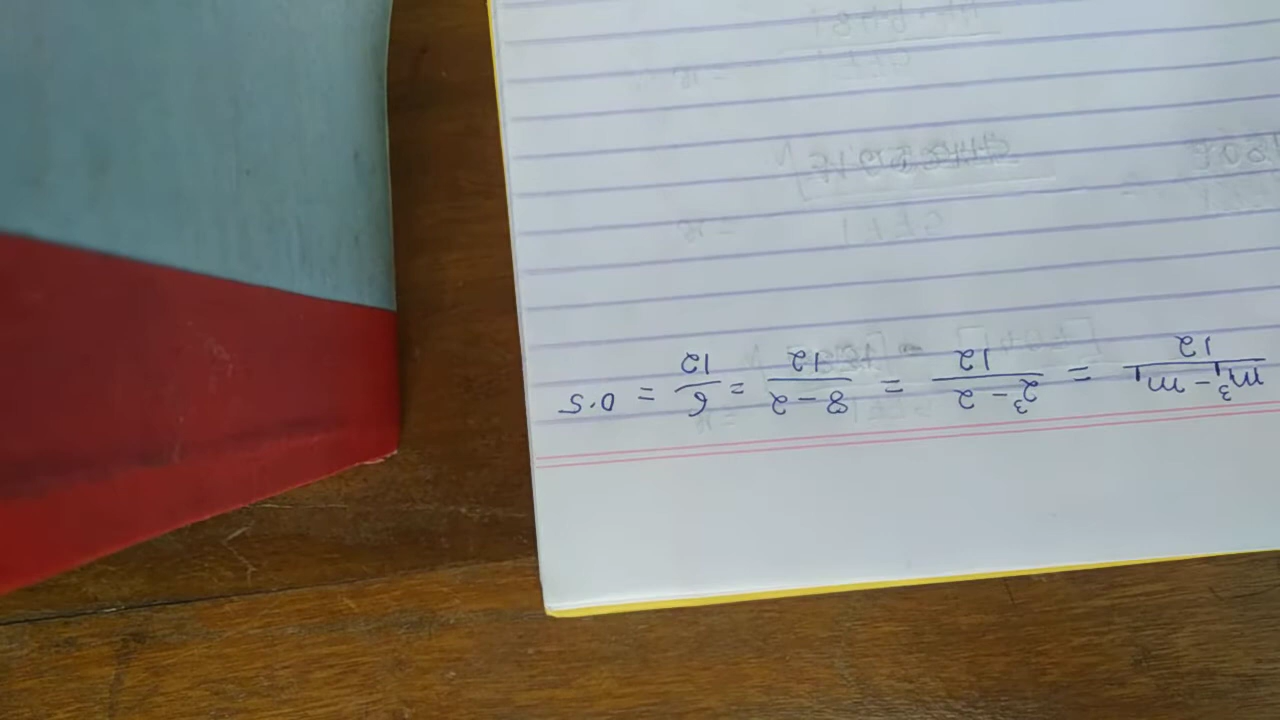 m₁³ - m₁ / 12 = 2³ - 2 / 12 = 8 - 2 / 12 = 6 / 12 = 0.5